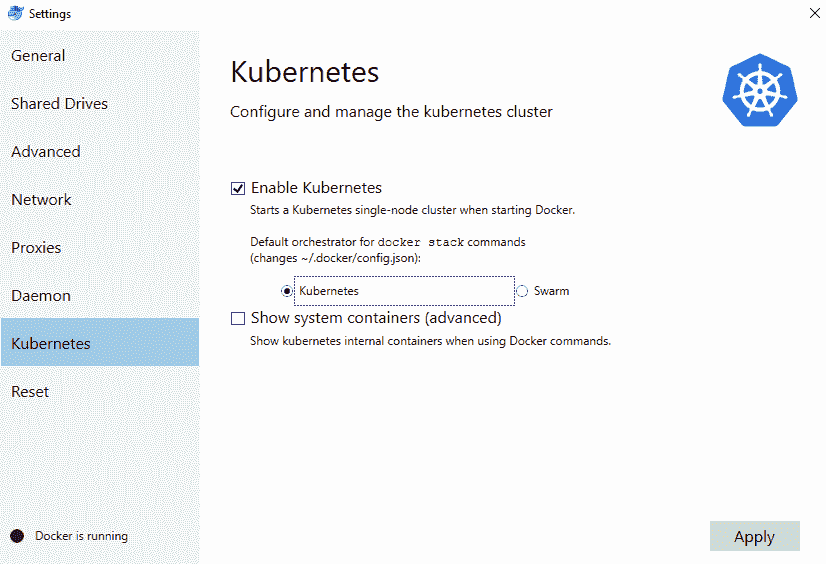 Settings
General
Shared Drives
Advanced
Network
Proxies
Daemon
Kubernetes
Reset
Docker is running
Kubernetes
Configure and manage the kubernetes cluster
Enable Kubernetes
Starts a Kubernetes single-node cluster when starting Docker.
Default orchestrator for docker stack commands
(changes ~/.docker/config.json):
Kubernetes Swarm
Show system containers (advanced)
Show kubernetes internal containers when using Docker commands.
Apply